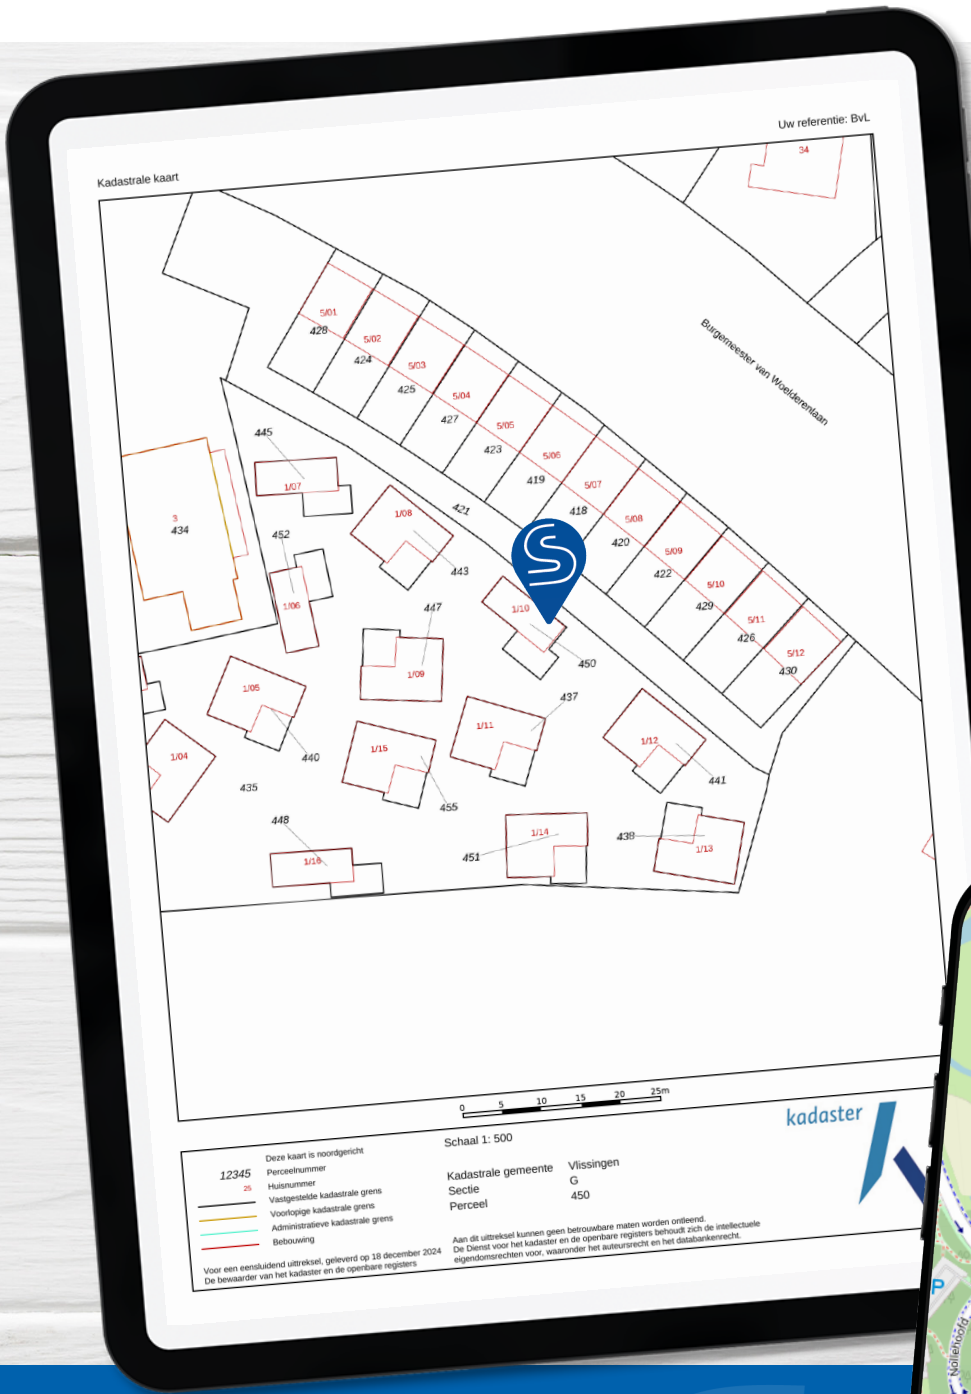 Uw referentie: BvL
Kadastrale kaart
34
Burgemeester van Woelderenlaan
5/01
428
5/02
424
5/03
425
5/04
427
5/05
423
5/06
419
5/07
418
5/08
420
5/09
422
5/10
429
5/11
426
5/12
430
445
1/07
421
1/08
443
3
434
452
1/06
447
1/09
1/10
450
1/05
440
437
1/11
1/12
441
1/04
435
1/15
455
448
1/16
451
1/14
438
1/13
0 5 10 15 20 25m
Schaal 1: 500
kadaster
Deze kaart is noordgericht
12345 Perceelnummer
25 Huisnummer
Vastgestelde kadastrale grens
Voorlopige kadastrale grens
Administratieve kadastrale grens
Bebouwing
Kadastrale gemeente Vlissingen
Sectie G
Perceel 450
Voor een eensluidend uittreksel, geleverd op 18 december 2024
De bewaarder van het kadaster en de openbare registers
Aan dit uittreksel kunnen geen betrouwbare maten worden ontleend.
De Dienst voor het kadaster en de openbare registers behoudt zich de intellectuele
eigendomsrechten voor, waaronder het auteursrecht en het databankenrecht.
P
Nollehoofd